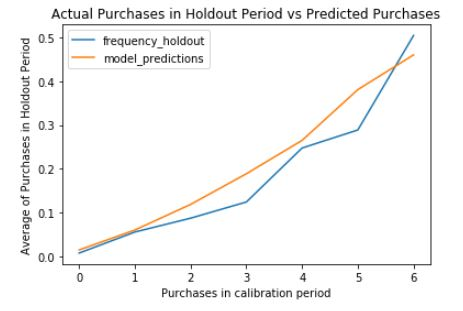 Actual Purchases in Holdout Period vs Predicted Purchases
frequency_holdout
model_predictions
Average of Purchases in Holdout Period
0.5
0.4
0.3
0.2
0.1
0.0
0 1 2 3 4 5 6
Purchases in calibration period